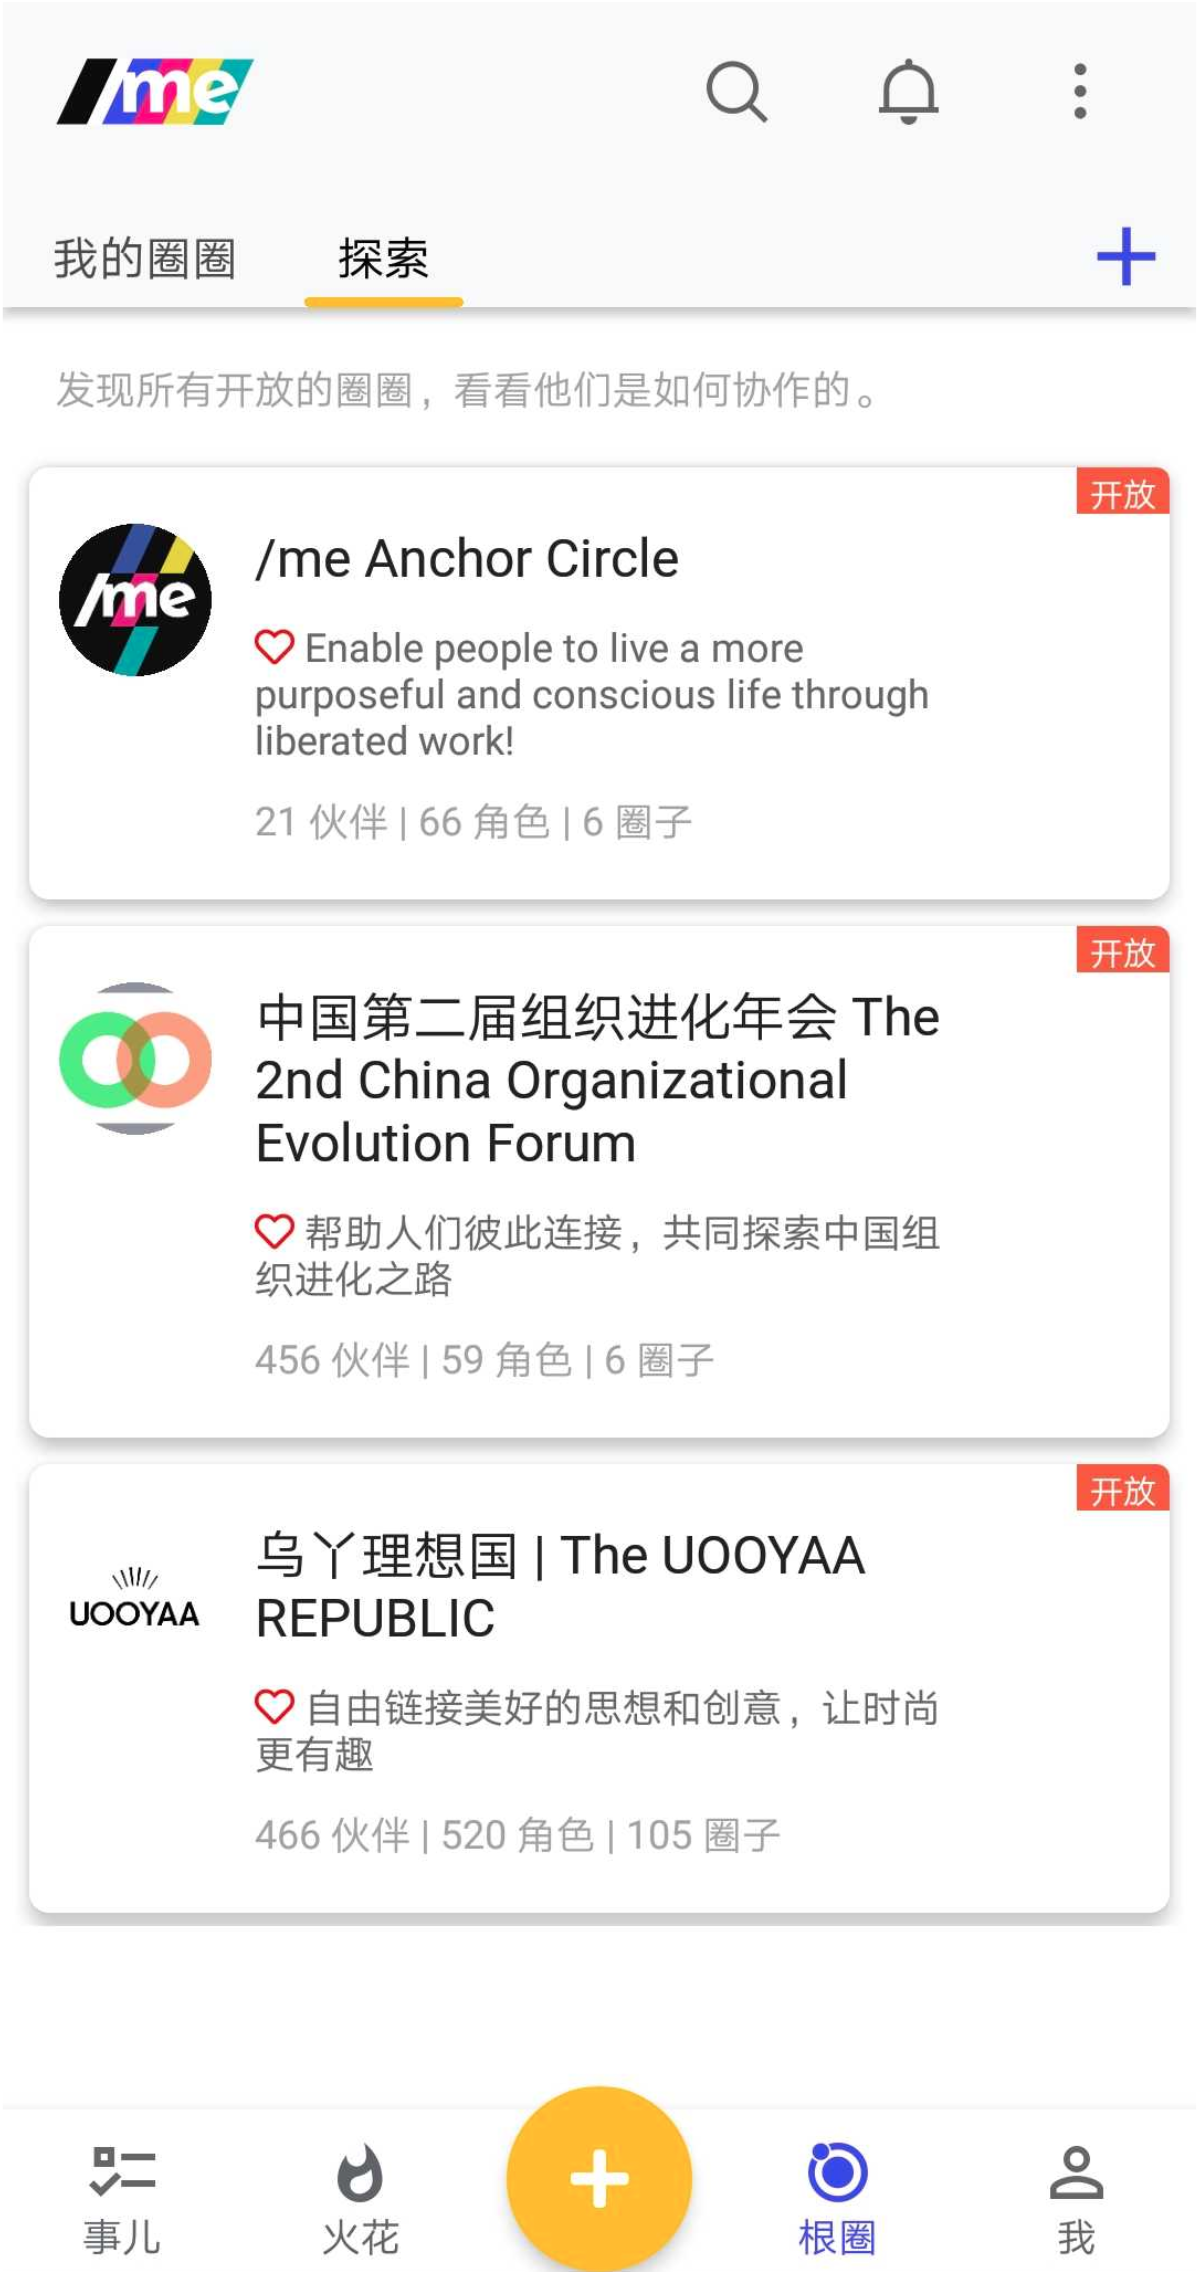 /me
我的圈圈 探索
发现所有开放的圈圈，看看他们是如何协作的。
开放
/me
/me Anchor Circle
Enable people to live a more
purposeful and conscious life through
liberated work!
21 伙伴 | 66 角色 | 6 圈子
开放
中国第二届组织进化年会 The
2nd China Organizational
Evolution Forum
帮助人们彼此连接，共同探索中国组
织进化之路
456 伙伴 | 59 角色 | 6 圈子
开放
UOOYAA
乌丫理想国 | The UOOYAA
REPUBLIC
自由链接美好的思想和创意，让时尚
更有趣
466 伙伴 | 520 角色 | 105 圈子
事儿 火花 根圈 我